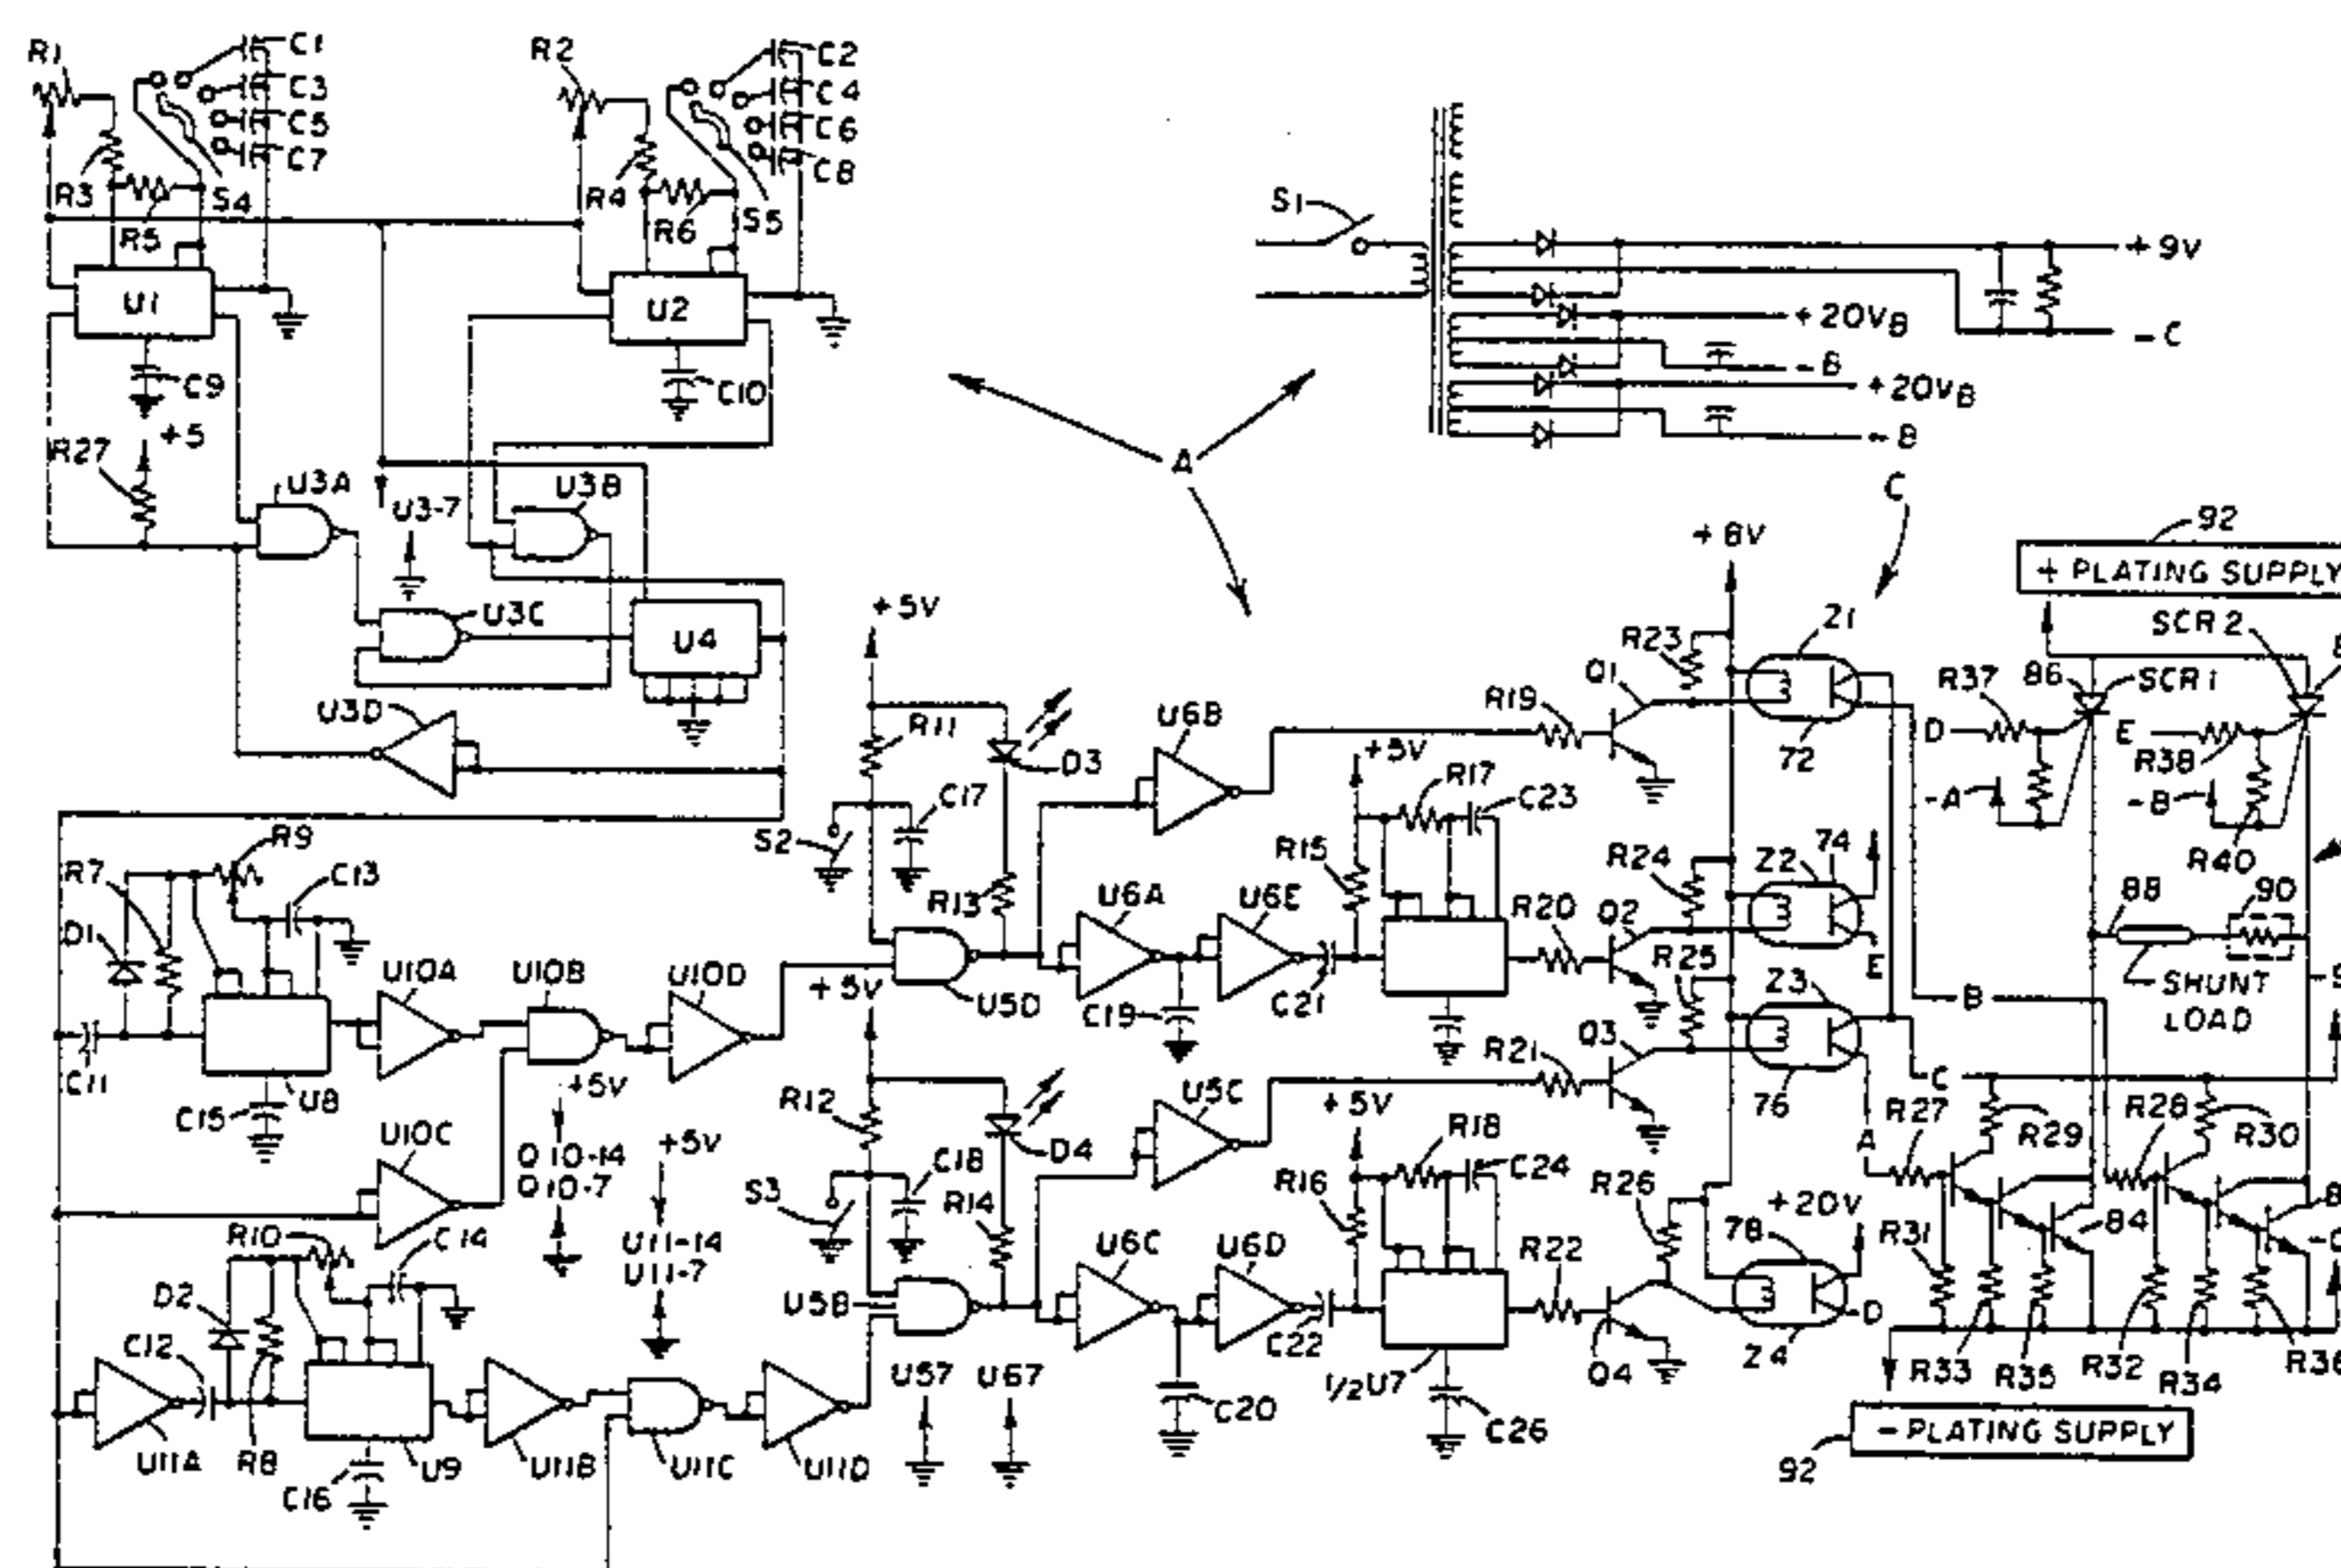 R1
C1
C3
C5
C7
R2
C2
C4
C6
C8
R3
R5
S4
R4
R6
S5
U1
U2
C9
C10
+5
R27
U3A
U3-7
U3B
U3C
U4
U3D
S1
+9V
-C
+20VB
-B
+20VB
-B
A
C
+5V
R11
D3
C17
S2
R13
U6B
+5V
R17
C23
R15
R19
Q1
R23
+8V
Z1
72
U6A
U6E
C19
C21
R20
Q2
R24
Z2
74
E
R25
Z3
76
Q3
R21
U5D
R9
R7
C13
D1
U10A
U10B
U10D
C11
C15
U8
U10C
+5V
Q 10-14
Q10-7
+5V
U11-14
U11-7
R10
C14
D2
C12
U11A
R8
C16
U9
U11B
U11C
U11D
+5V
R12
D4
S3
C18
R14
U5C
U5B
U6C
U6D
+5V
R18
C24
R16
C22
C20
1/2U7
C26
U57
U67
R22
Q4
R26
78
+20V
D
Z4
92
+ PLATING SUPPLY
SCR 2
R37
86
SCR1
D
E
R38
-A
-B
R40
88
90
SHUNT
LOAD
B
C
A
R27
R29
R28
R30
84
R31
R33
R35
R32
R34
R36
- PLATING SUPPLY
92